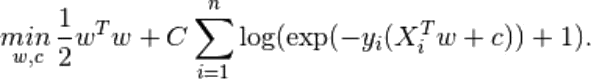 $$\min_{w,c} \frac{1}{2} w^T w + C \sum_{i=1}^{n} \log(\exp(-y_i(X_i^T w + c)) + 1).$$